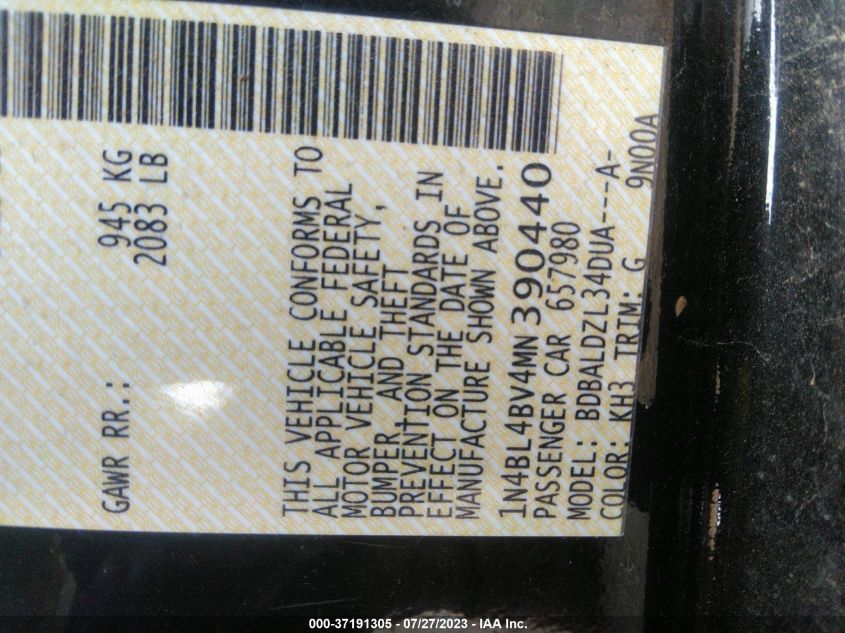 GAWR RR.: 945 KG
2083 LB
THIS VEHICLE CONFORMS TO
ALL APPLICABLE FEDERAL
MOTOR VEHICLE SAFETY,
BUMPER, AND THEFT
PREVENTION STANDARDS IN
EFFECT ON THE DATE OF
MANUFACTURE SHOWN ABOVE.
1N4BL4BV4MN390440
PASSENGER CAR 657980
MODEL: BDBALDZL34DUA---A-
COLOR: KH3 TRIM: G 9N00A
000-37191305 - 07/27/2023 - IAA Inc.